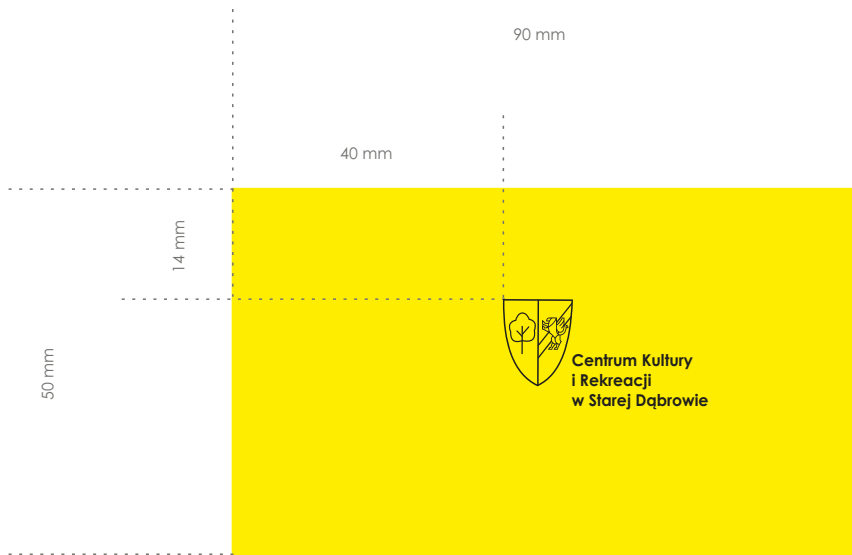 90 mm
40 mm
14 mm
50 mm
Centrum Kultury
i Rekreacji
w Starej Dąbrowie